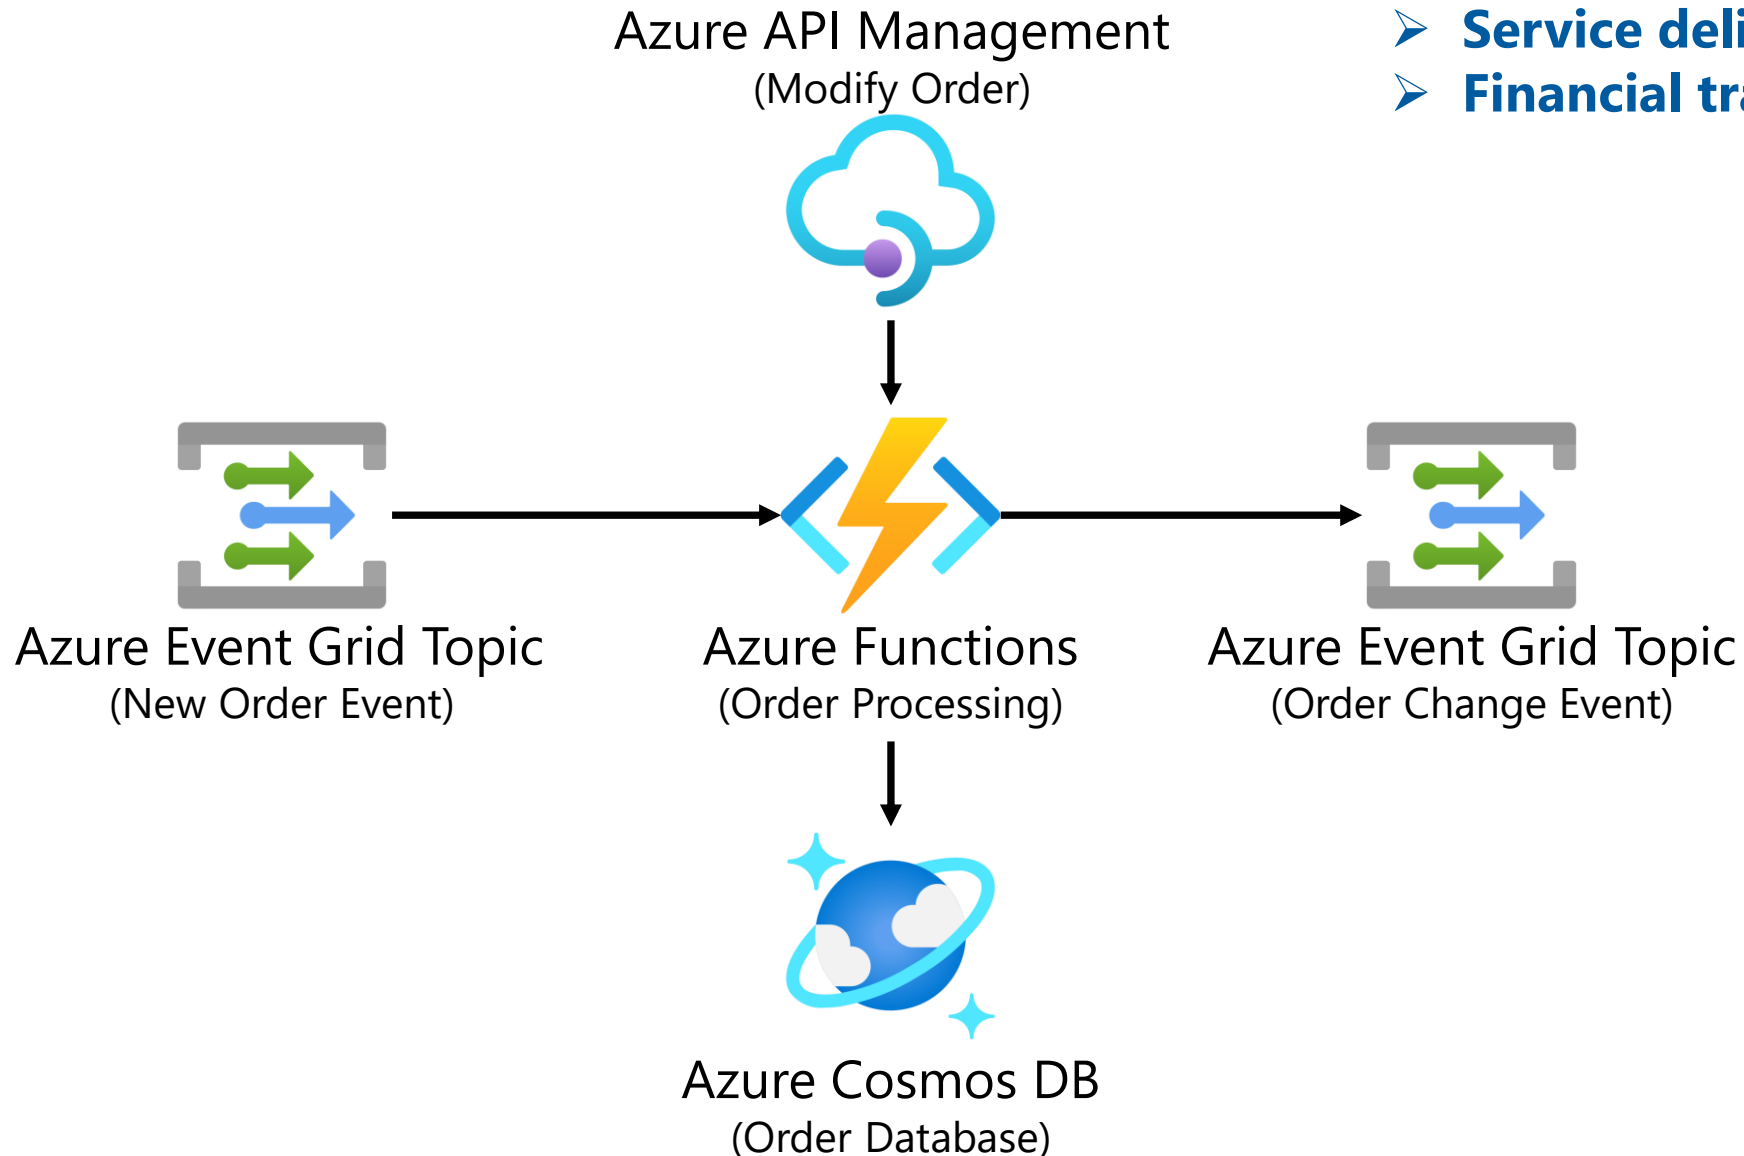 Azure API Management
(Modify Order)
➢ Service deli
➢ Financial tra
Azure Event Grid Topic
(New Order Event)
Azure Functions
(Order Processing)
Azure Event Grid Topic
(Order Change Event)
Azure Cosmos DB
(Order Database)